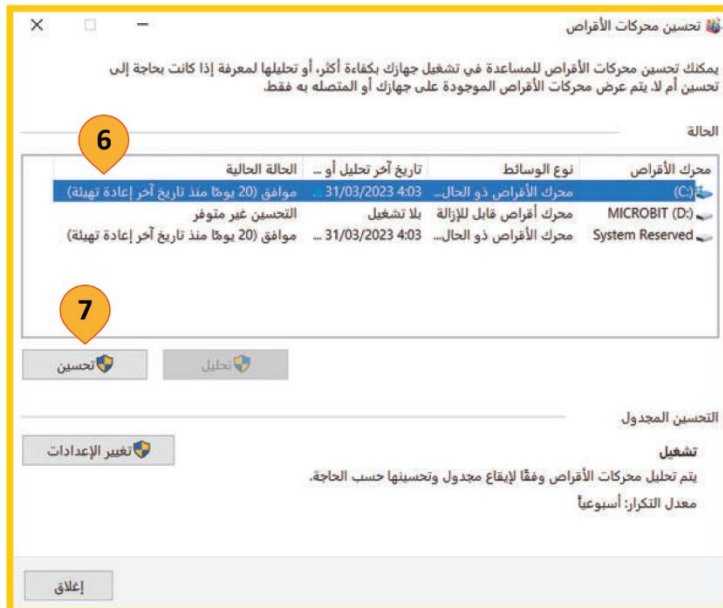 تحسين محركات الأقراص
يمكنك تحسين محركات الأقراص للمساعدة في تشغيل جهازك بكفاءة أكثر، أو تحليلها لمعرفة إذا كانت بحاجة إلى
تحسين أم لا. يتم عرض محركات الأقراص الموجودة على جهازك أو المتصله به فقط.
الحالة
6
محرك الأقراص نوع الوسائط تاريخ آخر تحليل أو ... الحالة الحالية
(C:) محرك الأقراص ذو الحال... 31/03/2023 4:03 ... موافق (20 يومًا منذ تاريخ آخر إعادة تهيئة)
MICROBIT (D:) محرك أقراص قابل للإزالة بلا تشغيل التحسين غير متوفر
System Reserved محرك الأقراص ذو الحال... 31/03/2023 4:03 ... موافق (20 يومًا منذ تاريخ آخر إعادة تهيئة)
7
تحليل تحسين
التحسين المجدول
تشغيل
تغيير الإعدادات
يتم تحليل محركات الأقراص وفقًا لإيقاع مجدول وتحسينها حسب الحاجة.
معدل التكرار: أسبوعياً
إغلاق